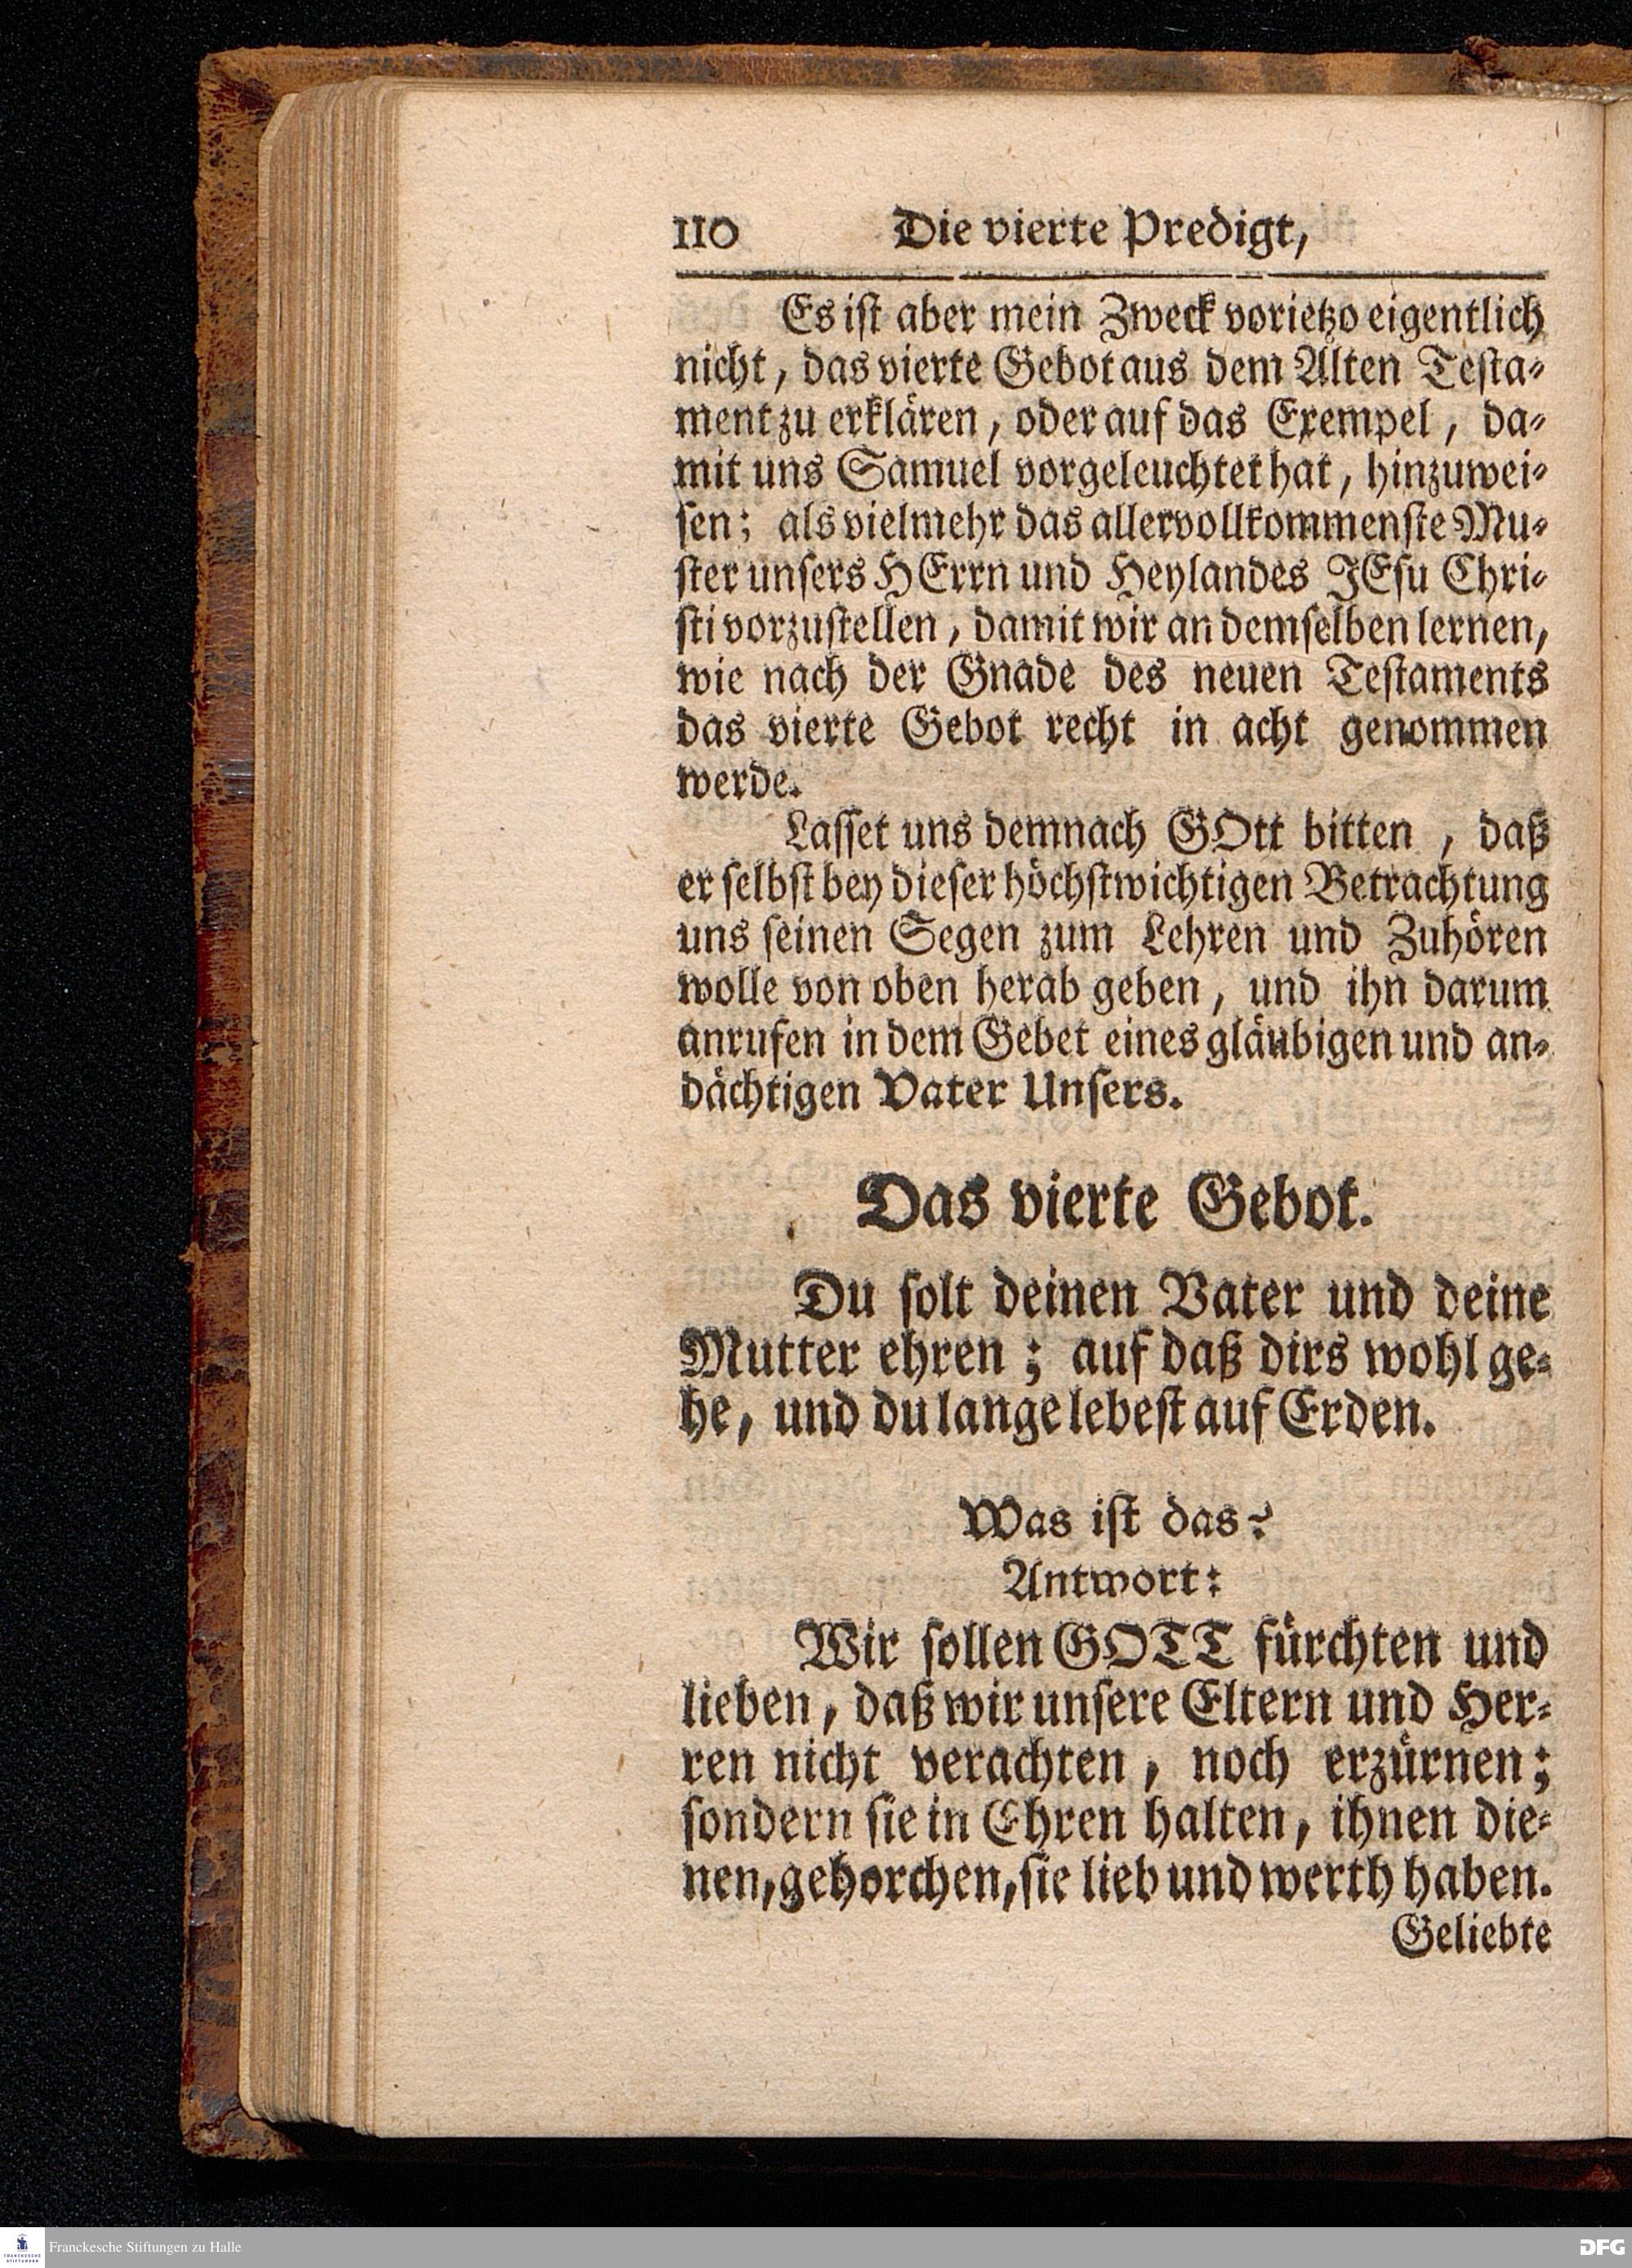 110 Die vierte Predigt,
Es iſt aber mein Zweck vorietzo eigentlich
nicht, das vierte Gebot aus dem Alten Teſta-
ment zu erklären, oder auf das Exempel, da-
mit uns Samuel vorgeleuchtet hat, hinzuwei-
ſen; als vielmehr das allervollkommenſte Mu-
ſter unſers HErrn und Heylandes JEſu Chri-
ſti vorzuſtellen, damit wir an demſelben lernen,
wie nach der Gnade des neuen Teſtaments
das vierte Gebot recht in acht genommen
werde.
Laſſet uns demnach GOtt bitten, daß
er ſelbſt bey dieſer höchſtwichtigen Betrachtung
uns ſeinen Segen zum Lehren und Zuhören
wolle von oben herab geben, und ihn darum
anrufen in dem Gebet eines gläubigen und an-
dächtigen Vater Unſers.
Das vierte Gebot.
Du ſolt deinen Vater und deine
Mutter ehren; auf daß dirs wohl ge-
he, und du lange lebeſt auf Erden.
Was iſt das?
Antwort:
Wir ſollen GOTT fürchten und
lieben, daß wir unſere Eltern und Her-
ren nicht verachten, noch erzürnen;
ſondern ſie in Ehren halten, ihnen die-
nen, gehorchen, ſie lieb und werth haben.
Geliebte
FRANCKESCHE
STIFTUNGEN
Franckesche Stiftungen zu Halle
DFG